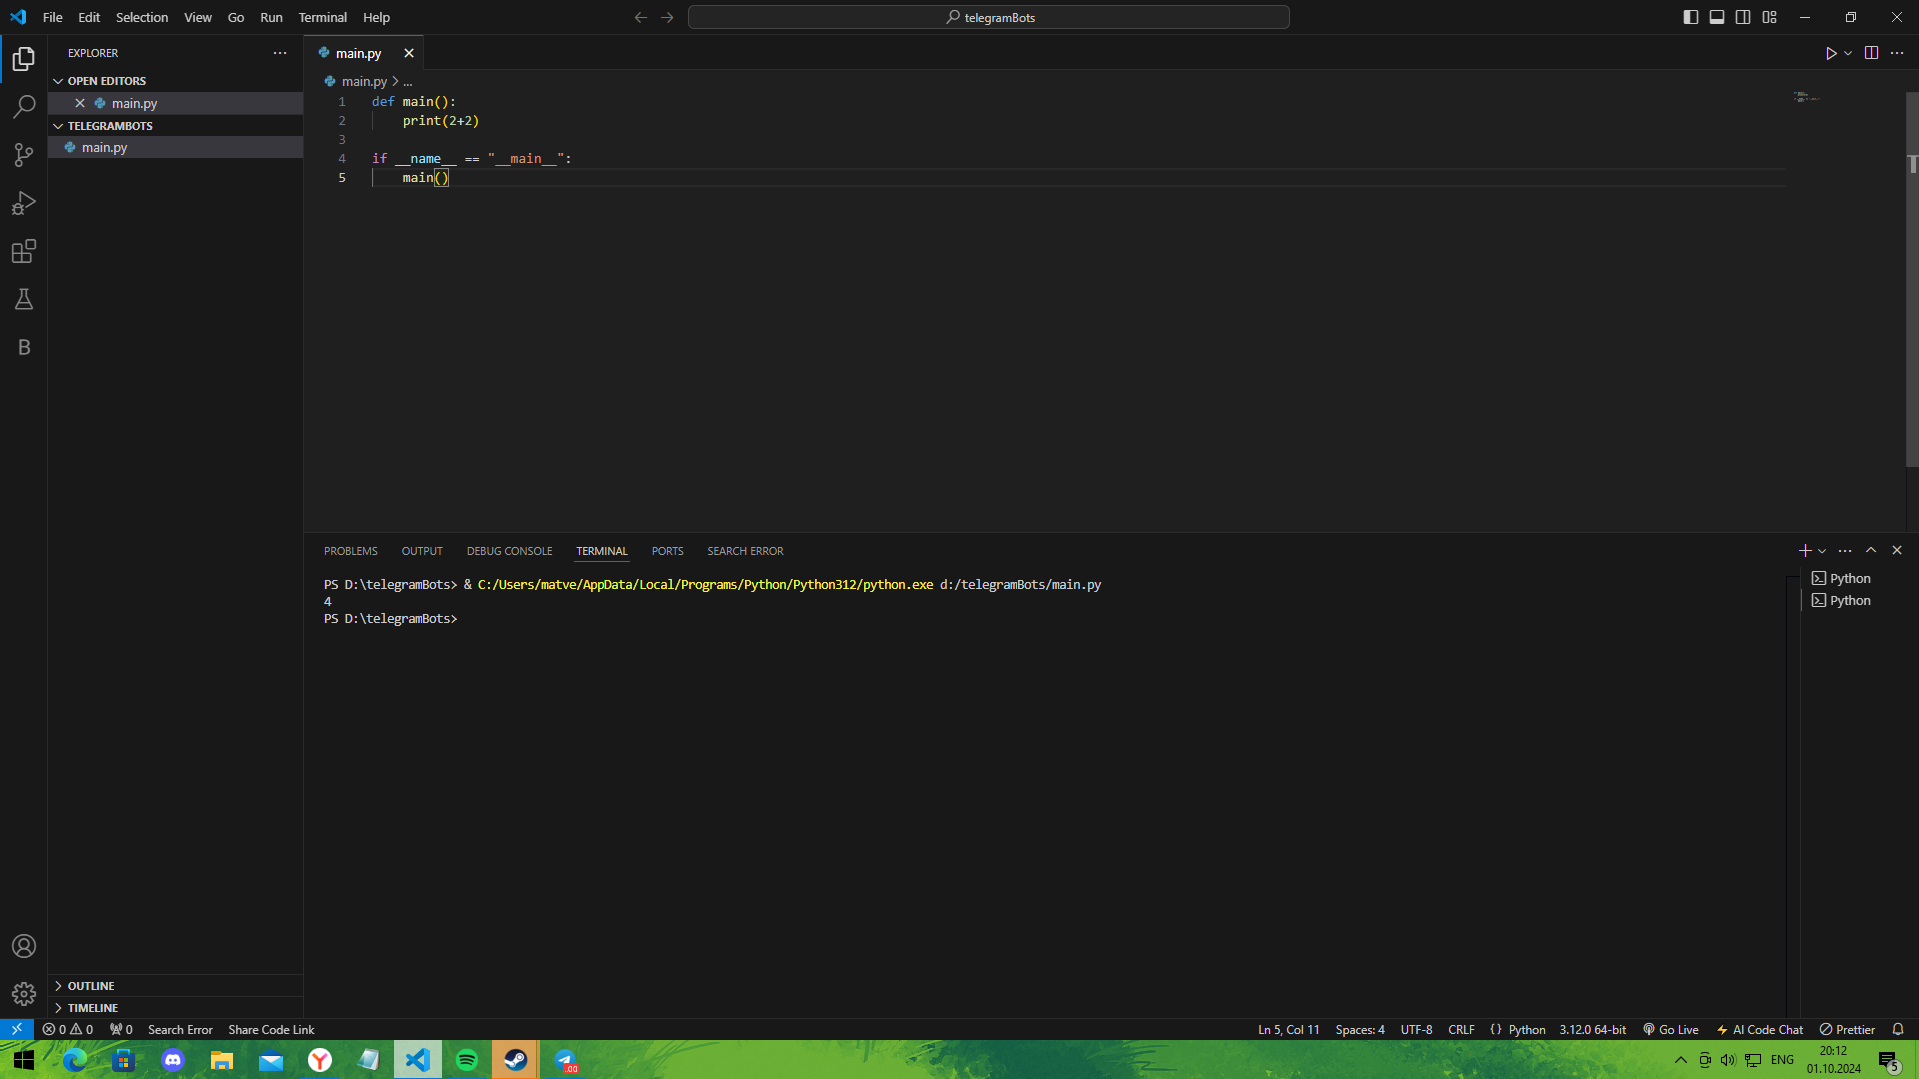 File Edit Selection View Go Run Terminal Help
telegramBots
EXPLORER
OPEN EDITORS
main.py
TELEGRAMBOTS
main.py
OUTLINE
TIMELINE
main.py
main.py > ...
1 def main():
2 print(2+2)
3
4 if __name__ == "__main__":
5 main()
PROBLEMS OUTPUT DEBUG CONSOLE TERMINAL PORTS SEARCH ERROR
PS D:\telegramBots> & C:/Users/matve/AppData/Local/Programs/Python/Python312/python.exe d:/telegramBots/main.py
4
PS D:\telegramBots>
Python
Python
B
0 0 0 Search Error Share Code Link Ln 5, Col 11 Spaces: 4 UTF-8 CRLF {} Python 3.12.0 64-bit Go Live AI Code Chat Prettier
.00
ENG
20:12
01.10.2024
5